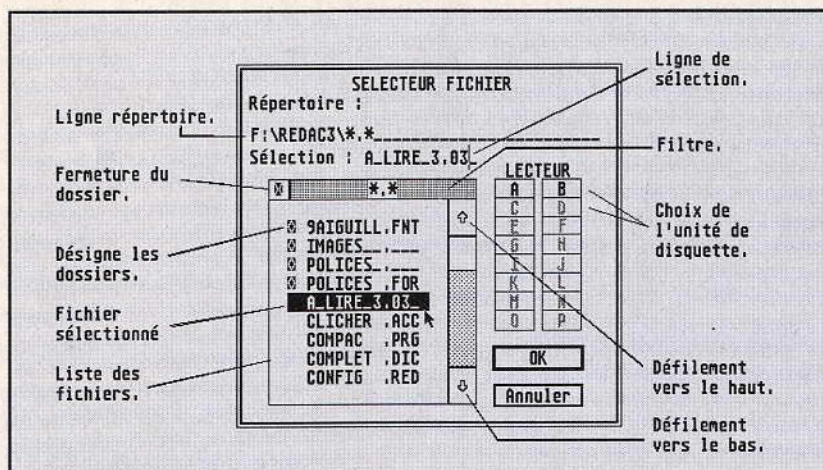 SELECTEUR FICHIER
Répertoire :
F:\REDAC3\*.*
Sélection : A_LIRE_3.03_
*.*
9AIGUILL.FNT
IMAGES__.___
POLICES_.___
POLICES .FOR
A_LIRE_3.03_
CLICHER .ACC
COMPAC .PRG
COMPLET .DIC
CONFIG .RED
LECTEUR
A B
C D
E F
G H
I J
K L
M N
O P
OK
Annuler
Ligne répertoire.
Fermeture du
dossier.
Désigne les
dossiers.
Fichier
sélectionné
Liste des
fichiers.
Ligne de
sélection.
Filtre.
Choix de
l'unité de
disquette.
Défilement
vers le haut.
Défilement
vers le bas.